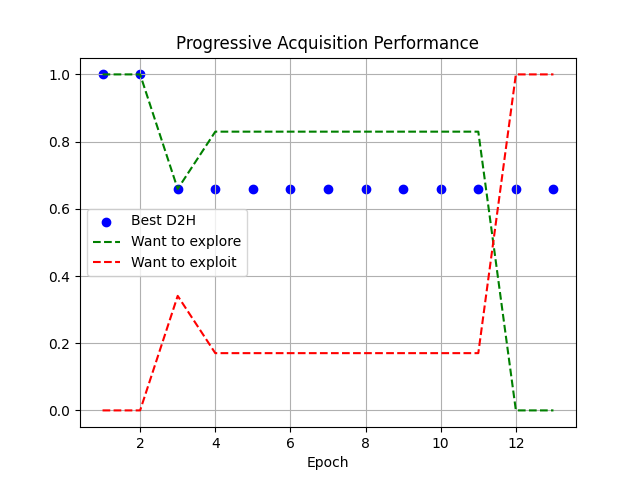 Progressive Acquisition Performance
1.0
0.8
0.6
0.4
0.2
0.0
Best D2H
Want to explore
Want to exploit
2 4 6 8 10 12
Epoch